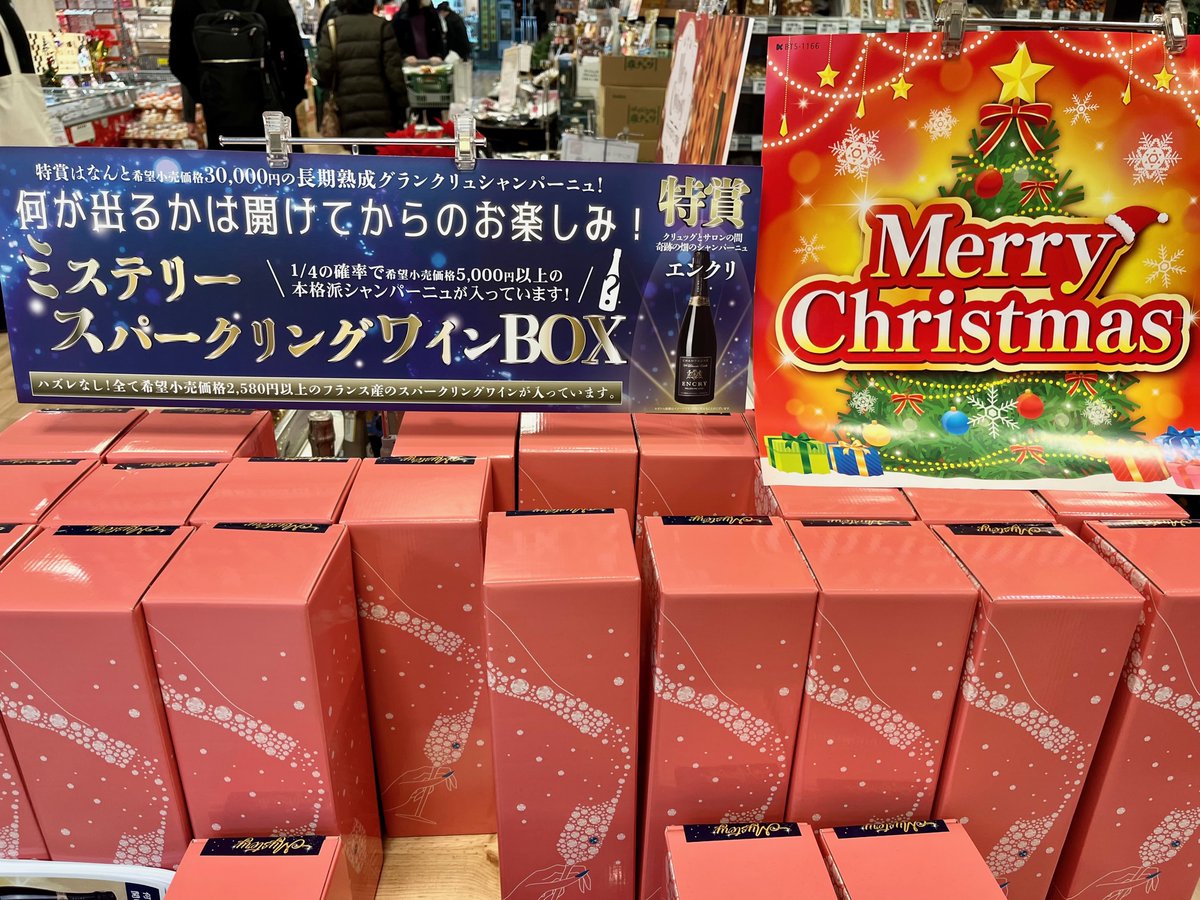 特賞はなんと希望小売価格30,000円の長期熟成グランクリュシャンパーニュ!
何が出るかは開けてからのお楽しみ!
ミステリー
1/4の確率で希望小売価格5,000円以上の
本格派シャンパーニュが入っています!
スパークリングワインBOX
ハズレなし!全て希望小売価格2,580円以上のフランス産のスパークリングワインが入っています。
特賞
クリュッグとサロンの間
奇跡の畑のシャンパーニュ
エンクリ
CHAMPAGNE
ENCRY
BTS-1166
Merry
Christmas
Mystery
Mystery
Mystery
Mystery